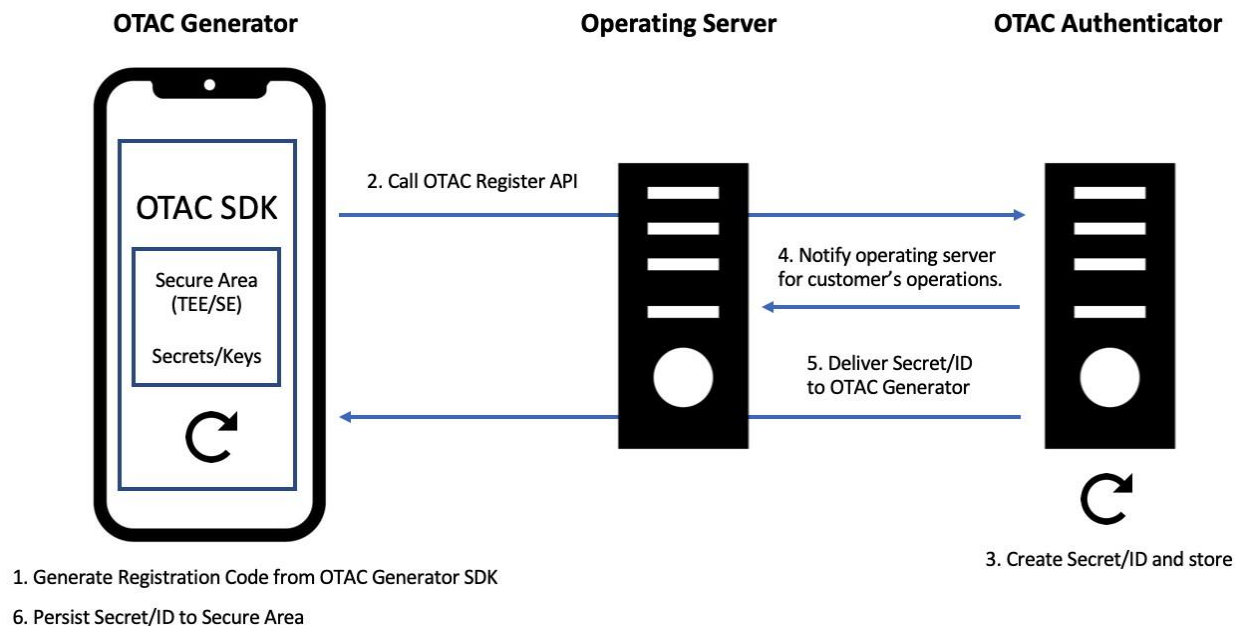 OTAC Generator
Operating Server
OTAC Authenticator
OTAC SDK
Secure Area
(TEE/SE)
Secrets/Keys
2. Call OTAC Register API
4. Notify operating server
for customer's operations.
5. Deliver Secret/ID
to OTAC Generator
3. Create Secret/ID and store
1. Generate Registration Code from OTAC Generator SDK
6. Persist Secret/ID to Secure Area